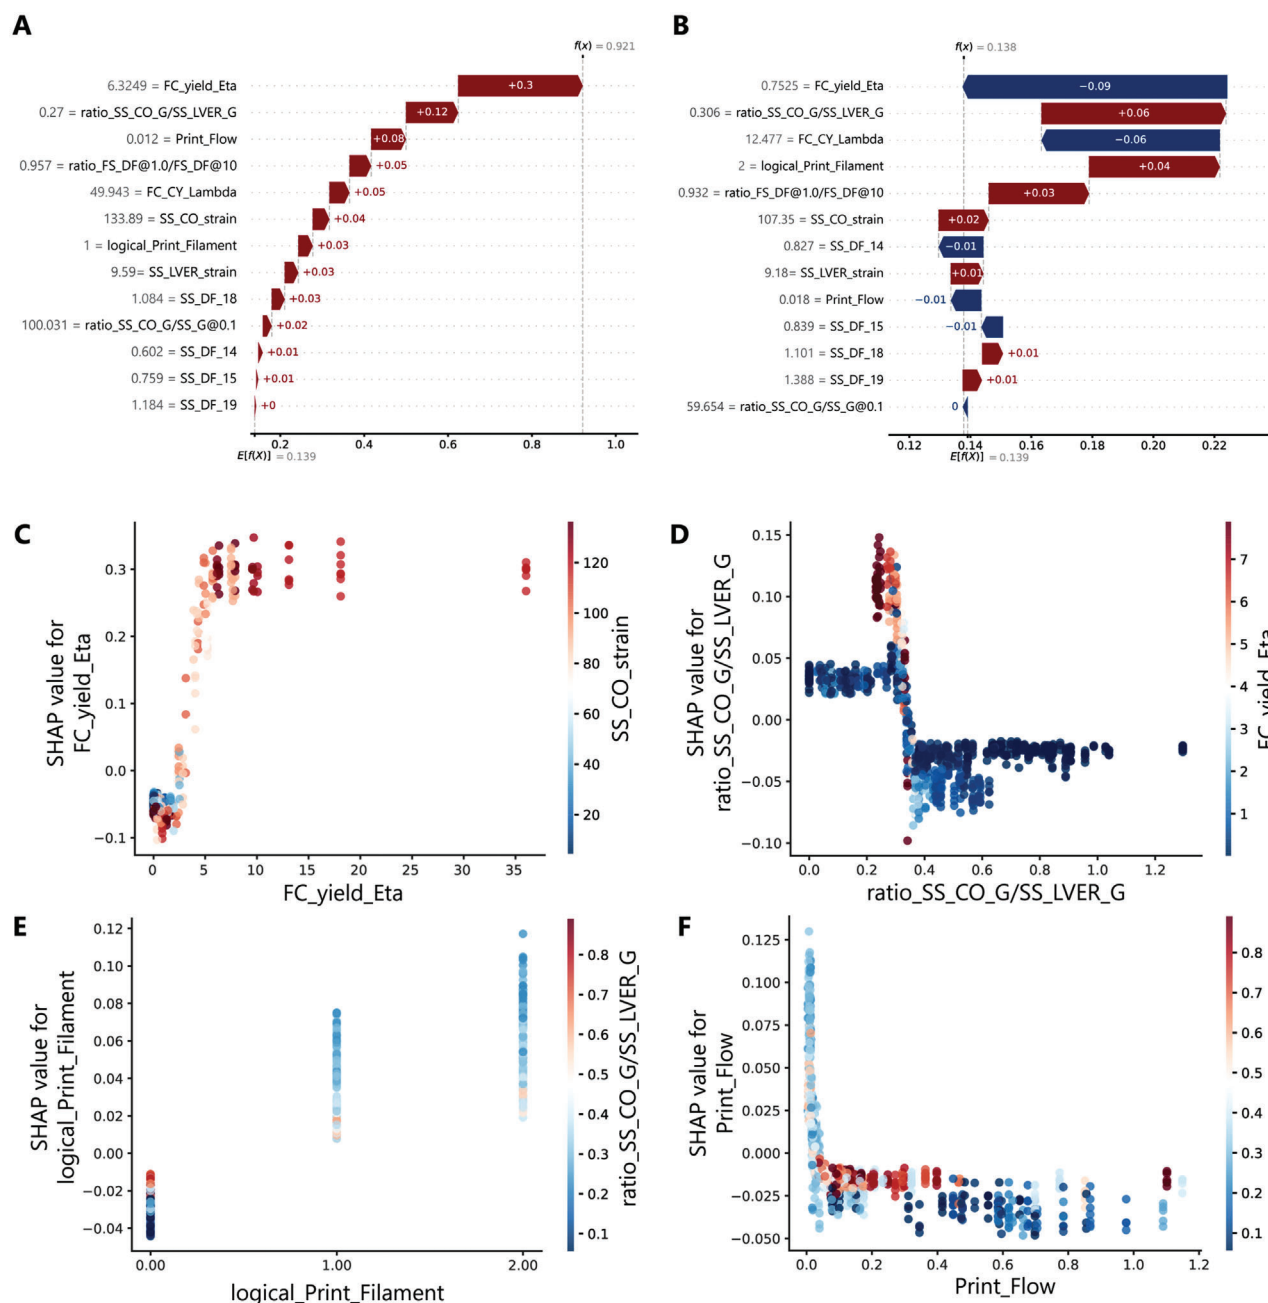 A
f(x) = 0.921
6.3249 = FC_yield_Eta
+0.3
0.27 = ratio_SS_CO_G/SS_LVER_G
+0.12
0.012 = Print_Flow
+0.08
0.957 = ratio_FS_DF@1.0/FS_DF@10
+0.05
49.943 = FC_CY_Lambda
+0.05
133.89 = SS_CO_strain
+0.04
1 = logical_Print_Filament
+0.03
9.59= SS_LVER_strain
+0.03
1.084 = SS_DF_18
+0.03
100.031 = ratio_SS_CO_G/SS_G@0.1
+0.02
0.602 = SS_DF_14
+0.01
0.759 = SS_DF_15
+0.01
1.184 = SS_DF_19
+0
0.2 0.4 0.6 0.8 1.0
E[f(X)] = 0.139
B
f(x) = 0.138
0.7525 = FC_yield_Eta
−0.09
0.306 = ratio_SS_CO_G/SS_LVER_G
+0.06
12.477 = FC_CY_Lambda
−0.06
2 = logical_Print_Filament
+0.04
0.932 = ratio_FS_DF@1.0/FS_DF@10
+0.03
107.35 = SS_CO_strain
+0.02
0.827 = SS_DF_14
−0.01
9.18= SS_LVER_strain
+0.01
0.018 = Print_Flow
−0.01
0.839 = SS_DF_15
−0.01
1.101 = SS_DF_18
+0.01
1.388 = SS_DF_19
+0.01
59.654 = ratio_SS_CO_G/SS_G@0.1
0
0.12 0.14 0.16 0.18 0.20 0.22
E[f(X)] = 0.139
C
SHAP value for
FC_yield_Eta
0.3
0.2
0.1
0.0
−0.1
0 5 10 15 20 25 30 35
FC_yield_Eta
120
100
80
60
40
20
SS_CO_strain
D
SHAP value for
ratio_SS_CO_G/SS_LVER_G
0.15
0.10
0.05
0.00
−0.05
−0.10
0.0 0.2 0.4 0.6 0.8 1.0 1.2
ratio_SS_CO_G/SS_LVER_G
7
6
5
4
3
2
1
FC_yield_Eta
E
SHAP value for
logical_Print_Filament
0.12
0.10
0.08
0.06
0.04
0.02
0.00
−0.02
−0.04
0.00 1.00 2.00
logical_Print_Filament
0.8
0.7
0.6
0.5
0.4
0.3
0.2
0.1
ratio_SS_CO_G/SS_LVER_G
F
SHAP value for
Print_Flow
0.125
0.100
0.075
0.050
0.025
0.000
−0.025
−0.050
0.0 0.2 0.4 0.6 0.8 1.0 1.2
Print_Flow
0.8
0.7
0.6
0.5
0.4
0.3
0.2
0.1